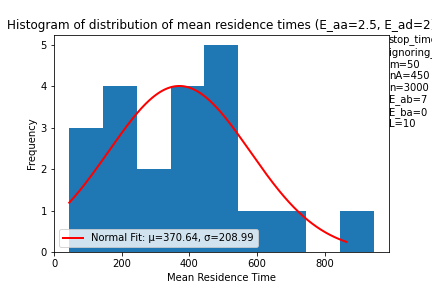 Histogram of distribution of mean residence times (E_aa=2.5, E_ad=2
stop_time
ignoring_
m=50
nA=450
n=3000
E_ab=7
E_ba=0
L=10
5
4
3
2
1
0
Frequency
Normal Fit: μ=370.64, σ=208.99
0 200 400 600 800
Mean Residence Time